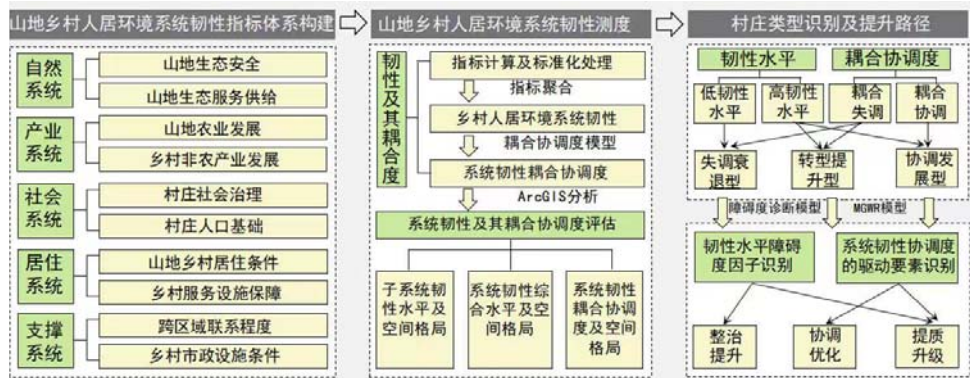 山地乡村人居环境系统韧性指标体系构建
自然
系统
山地生态安全
山地生态服务供给
产业
系统
山地农业发展
乡村非农产业发展
社会
系统
村庄社会治理
村庄人口基础
居住
系统
山地乡村居住条件
乡村服务设施保障
支撑
系统
跨区域联系程度
乡村市政设施条件
山地乡村人居环境系统韧性测度
韧性及其耦合度
指标计算及标准化处理
指标聚合
乡村人居环境系统韧性
耦合协调度模型
系统韧性耦合协调度
ArcGIS分析
系统韧性及其耦合协调度评估
子系统韧
性水平及
空间格局
系统韧性综
合水平及空
间格局
系统韧性
耦合协调
度及空间
格局
村庄类型识别及提升路径
韧性水平
耦合协调度
低韧性
水平
高韧性
水平
耦合
失调
耦合
协调
失调衰
退型
转型提
升型
协调发
展型
障碍度诊断模型
MGWR模型
韧性水平障碍
度因子识别
系统韧性协调度
的驱动要素识别
整治
提升
协调
优化
提质
升级